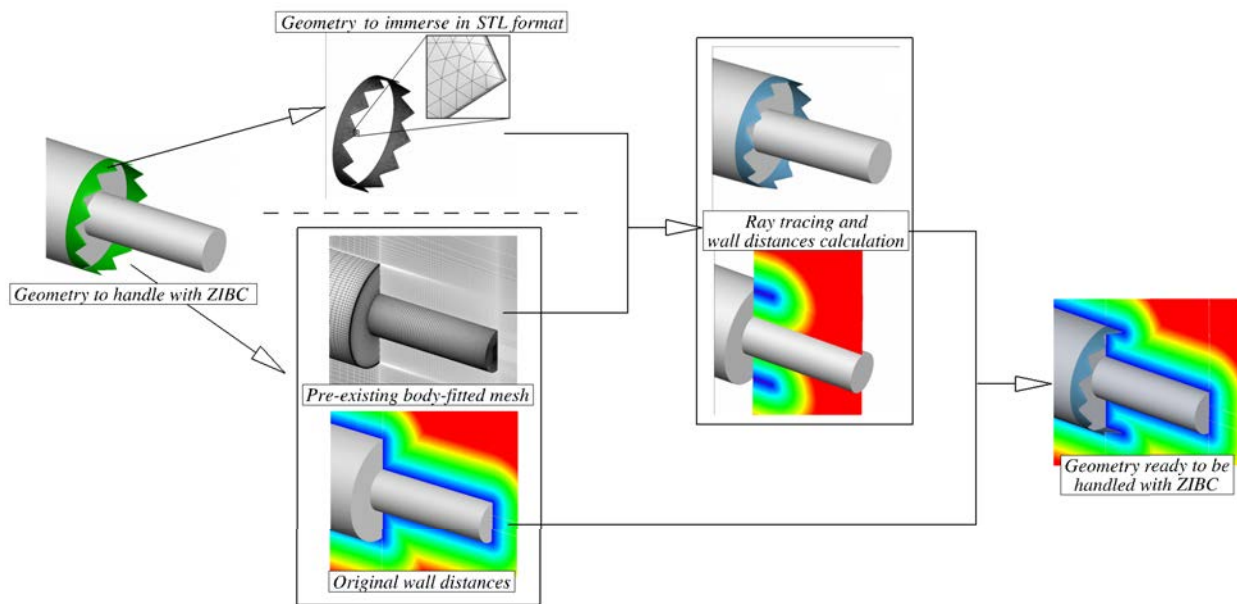 Geometry to immerse in STL format
Geometry to handle with ZIBC
Pre-existing body-fitted mesh
Original wall distances
Ray tracing and
wall distances calculation
Geometry ready to be
handled with ZIBC